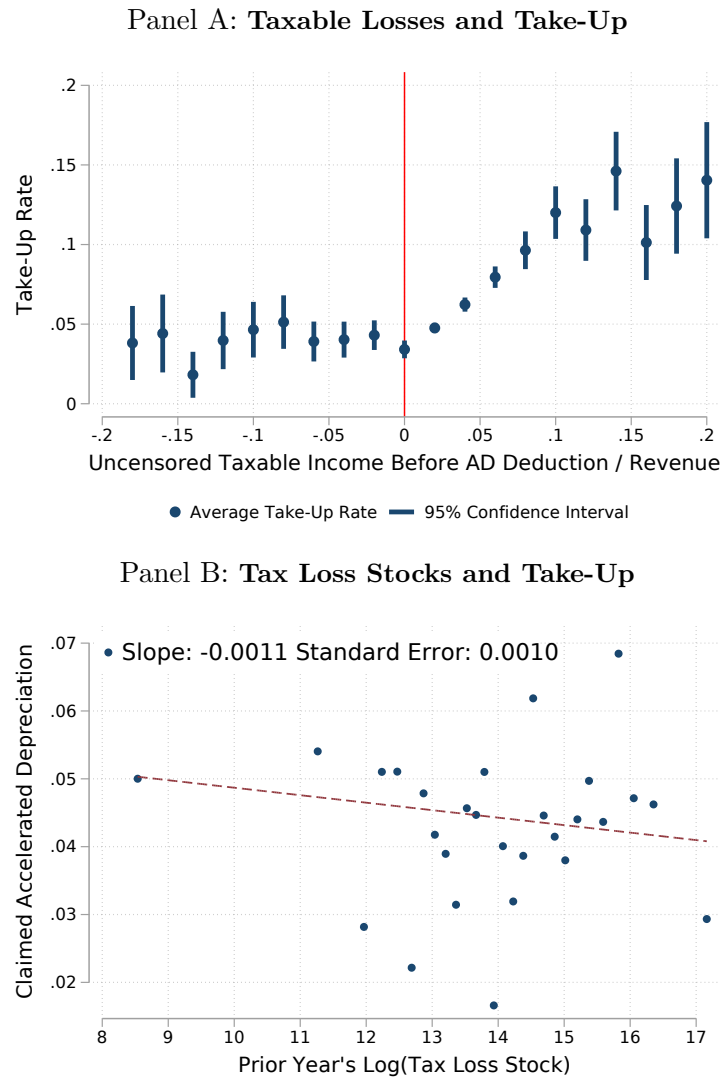 Panel A: Taxable Losses and Take-Up
.2
.15
.1
.05
0
Take-Up Rate
-.2 -.15 -.1 -.05 0 .05 .1 .15 .2
Uncensored Taxable Income Before AD Deduction / Revenue
Average Take-Up Rate 95% Confidence Interval
Panel B: Tax Loss Stocks and Take-Up
Slope: -0.0011 Standard Error: 0.0010
.07
.06
.05
.04
.03
.02
Claimed Accelerated Depreciation
8 9 10 11 12 13 14 15 16 17
Prior Year's Log(Tax Loss Stock)